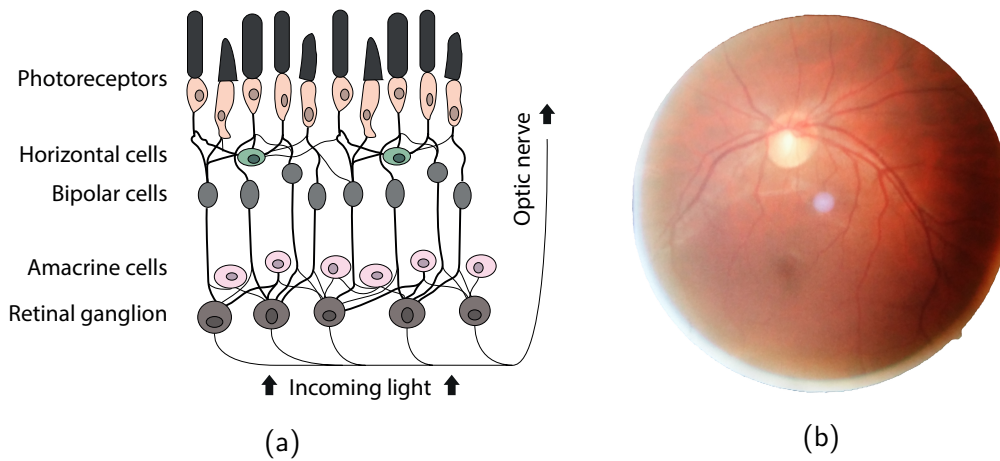 Photoreceptors
Horizontal cells
Bipolar cells
Amacrine cells
Retinal ganglion
Optic nerve
Incoming light
(a)
(b)